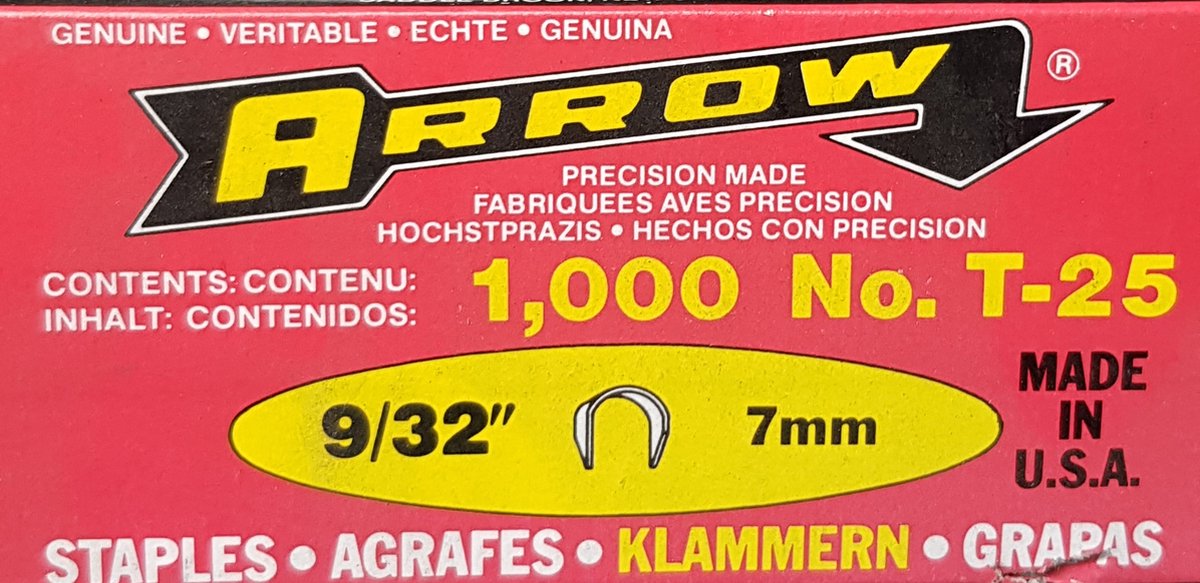 GENUINE • VERITABLE • ECHTE • GENUINA
ARROW ®
PRECISION MADE
FABRIQUEES AVES PRECISION
HOCHSTPRAZIS • HECHOS CON PRECISION
CONTENTS: CONTENU:
INHALT: CONTENIDOS:
1,000 No. T-25
9/32" 7mm
MADE
IN
U.S.A.
STAPLES • AGRAFES • KLAMMERN • GRAPAS